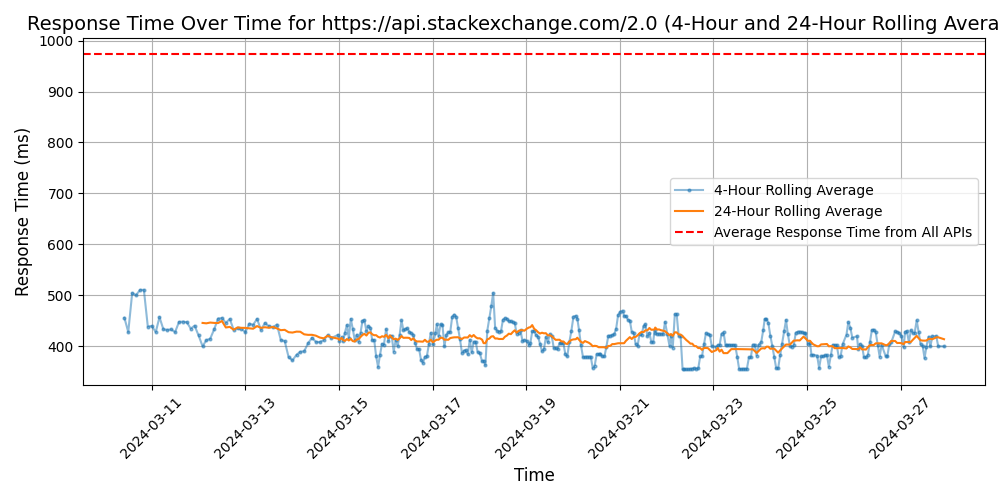 Response Time Over Time for https://api.stackexchange.com/2.0 (4-Hour and 24-Hour Rolling Avera
1000
900
800
700
600
500
400
Response Time (ms)
4-Hour Rolling Average
24-Hour Rolling Average
Average Response Time from All APIs
2024-03-11
2024-03-13
2024-03-15
2024-03-17
2024-03-19
2024-03-21
2024-03-23
2024-03-25
2024-03-27
Time